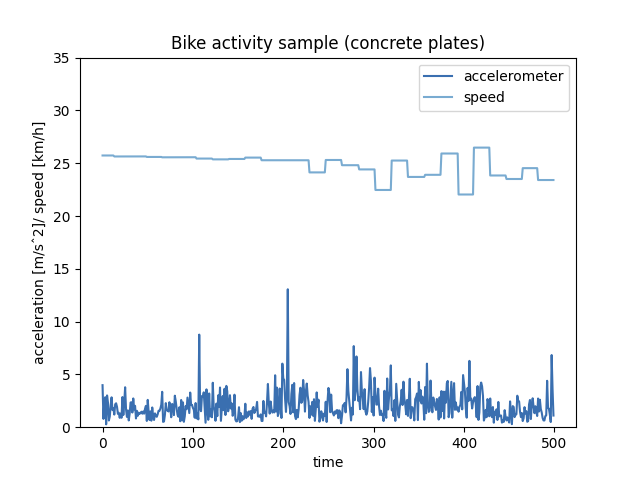 Bike activity sample (concrete plates)
accelerometer
speed
acceleration [m/s^2]/ speed [km/h]
35
30
25
20
15
10
5
0
0 100 200 300 400 500
time